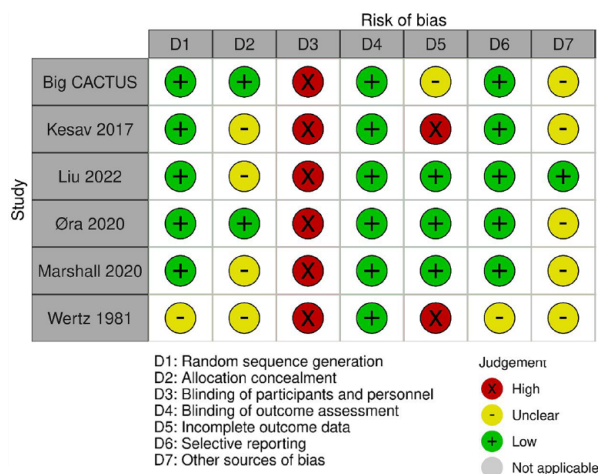 Risk of bias
D1 D2 D3 D4 D5 D6 D7
Study
Big CACTUS + + X + - + -
Kesav 2017 + - X + X + -
Liu 2022 + - X + + + +
Øra 2020 + + X + + + -
Marshall 2020 + - X + + + -
Wertz 1981 - - X + X - -
D1: Random sequence generation
D2: Allocation concealment
D3: Blinding of participants and personnel
D4: Blinding of outcome assessment
D5: Incomplete outcome data
D6: Selective reporting
D7: Other sources of bias
Judgement
X High
- Unclear
+ Low
Not applicable